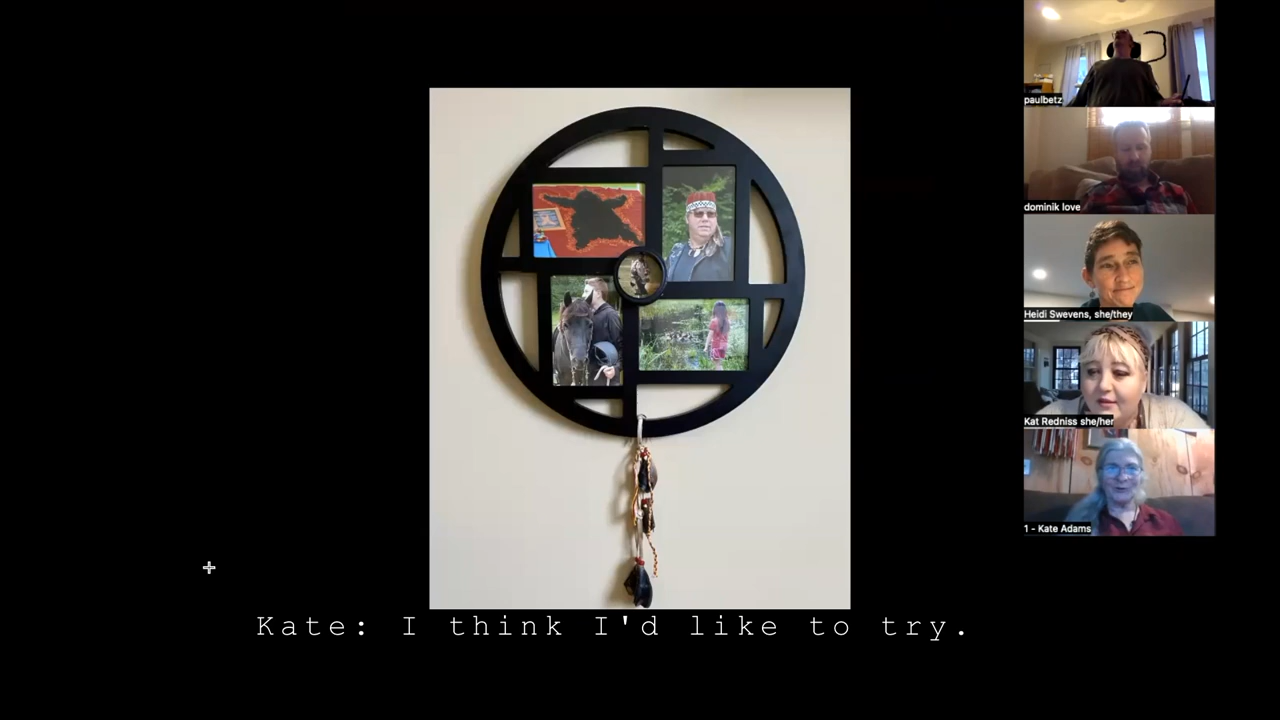 paulbetz
dominik love
Heidi Swevens, she/they
Kat Redniss she/her
1 - Kate Adams
Kate: I think I'd like to try.